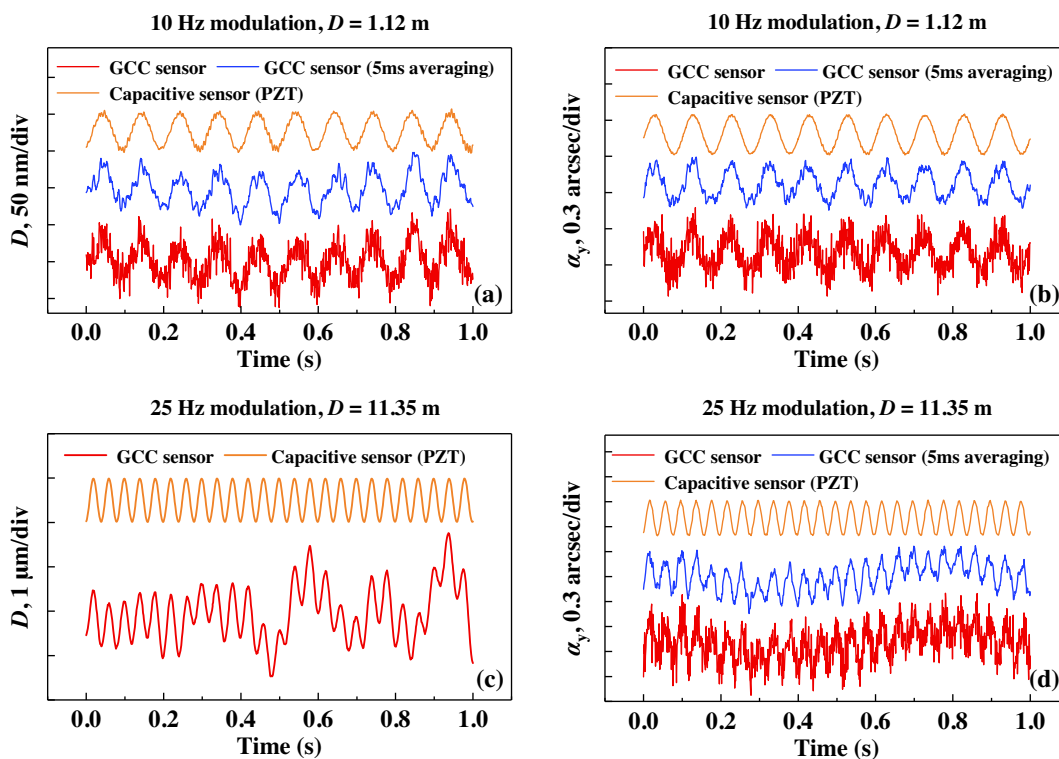 10 Hz modulation, D = 1.12 m
GCC sensor
GCC sensor (5ms averaging)
Capacitive sensor (PZT)
D, 50 nm/div
(a)
0.0 0.2 0.4 0.6 0.8 1.0
Time (s)
10 Hz modulation, D = 1.12 m
GCC sensor
GCC sensor (5ms averaging)
Capacitive sensor (PZT)
αy, 0.3 arcsec/div
(b)
0.0 0.2 0.4 0.6 0.8 1.0
Time (s)
25 Hz modulation, D = 11.35 m
GCC sensor
Capacitive sensor (PZT)
D, 1 μm/div
(c)
0.0 0.2 0.4 0.6 0.8 1.0
Time (s)
25 Hz modulation, D = 11.35 m
GCC sensor
GCC sensor (5ms averaging)
Capacitive sensor (PZT)
αy, 0.3 arcsec/div
(d)
0.0 0.2 0.4 0.6 0.8 1.0
Time (s)